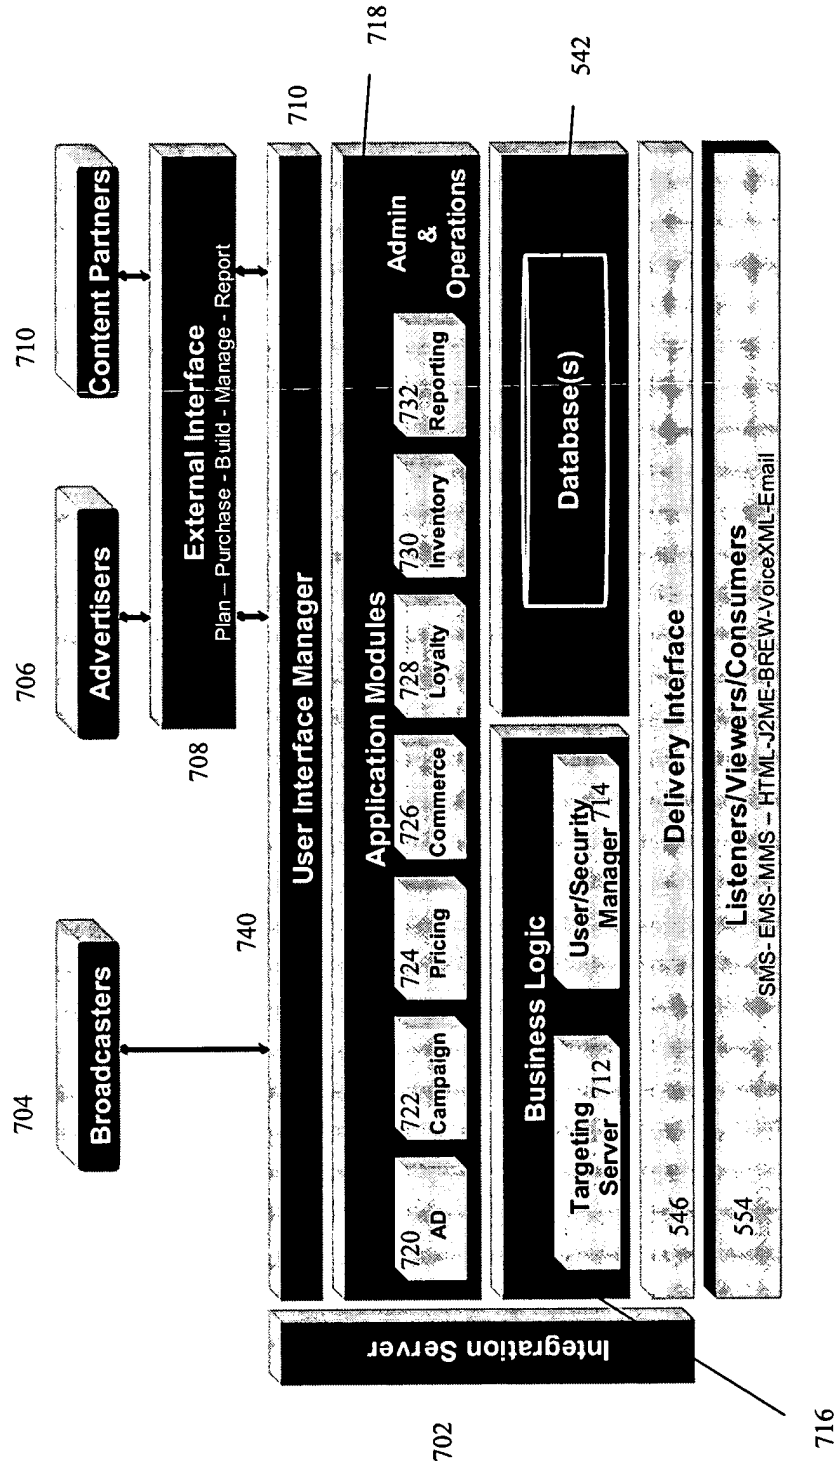 704
706
710
Broadcasters
Advertisers
Content Partners
708
External Interface
Plan – Purchase - Build - Manage - Report
740
710
User Interface Manager
718
Application Modules
720
AD
722
Campaign
724
Pricing
726
Commerce
728
Loyalty
730
Inventory
732
Reporting
Admin
&
Operations
Business Logic
Targeting
Server
712
User/Security
Manager
714
Database(s)
542
Delivery Interface
546
Listeners/Viewers/Consumers
554
SMS- EMS- MMS – HTML-J2ME-BREW-VoiceXML-Email
Integration Server
702
716